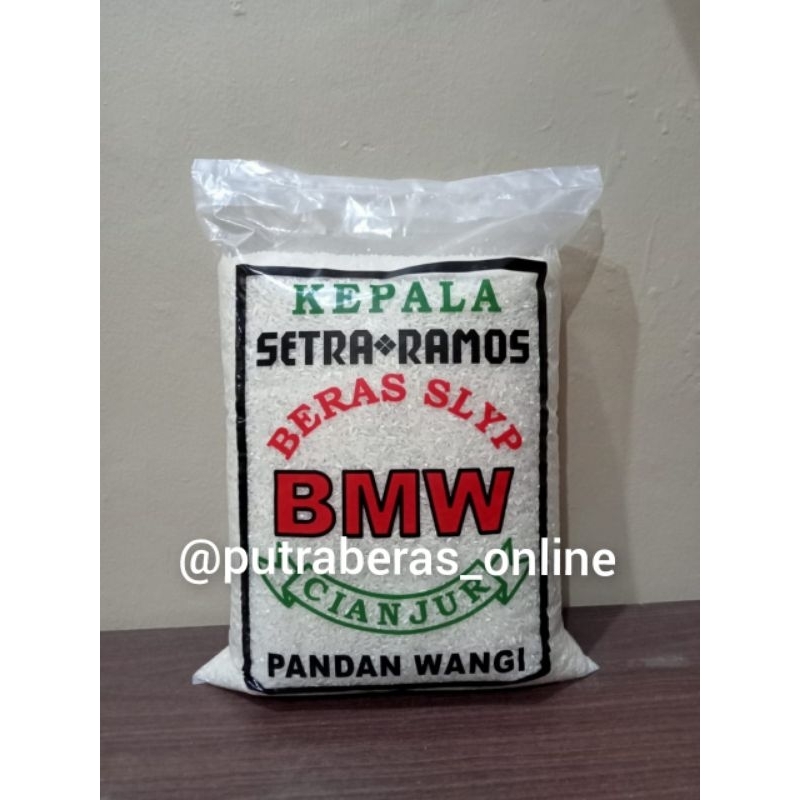 KEPALA
SETRA❖RAMOS
BERAS SLYP
BMW
@putraberas_online
CIANJUR
PANDAN WANGI